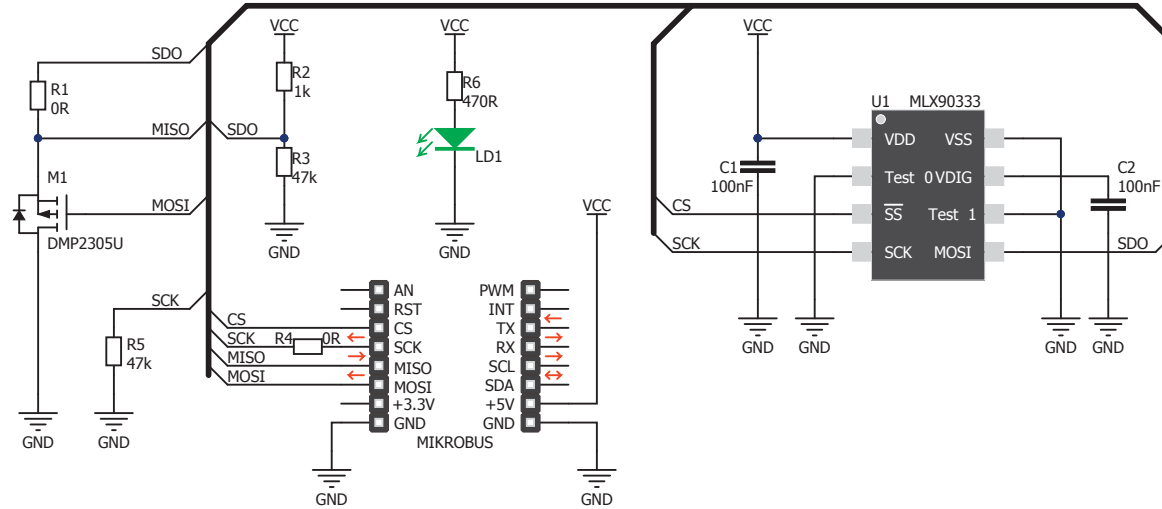 VCC
VCC
VCC
SDO
R1
0R
R2
1k
R6
470R
U1 MLX90333
MISO
SDO
R3
47k
LD1
VDD
VSS
C1
100nF
Test 0
VDIG
C2
100nF
M1
MOSI
DMP2305U
VCC
CS
SS
Test 1
SCK
SCK
MOSI
SDO
GND
GND
SCK
R5
47k
AN
PWM
RST
INT
CS
CS
TX
SCK
R4
0R
SCK
RX
MISO
MISO
SCL
MOSI
MOSI
SDA
+3.3V
+5V
GND
GND
MIKROBUS
GND
GND
GND
GND
GND
GND
GND
GND